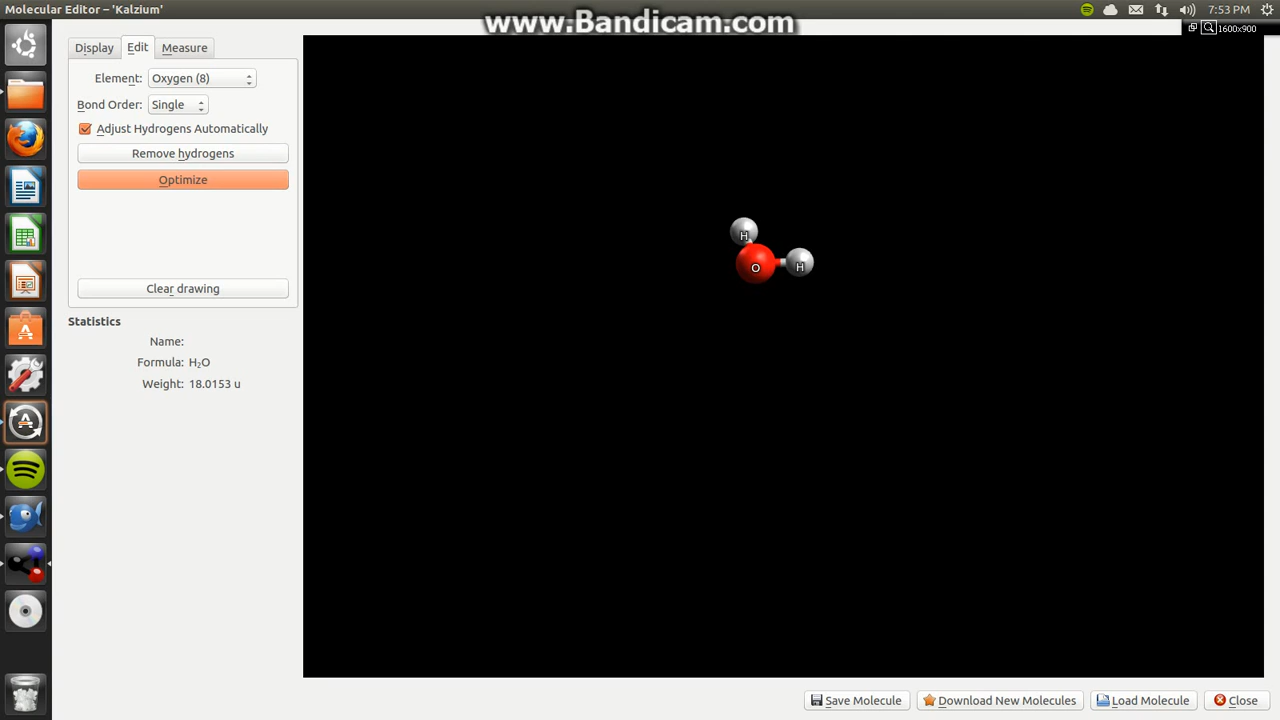 Molecular Editor - 'Kalzium'
7:53 PM
www.Bandicam.com
1600x900
Display Edit Measure
Element: Oxygen (8)
Bond Order: Single
Adjust Hydrogens Automatically
Remove hydrogens
Optimize
Clear drawing
Statistics
Name:
Formula: H₂O
Weight: 18.0153 u
H
O H
Save Molecule Download New Molecules Load Molecule Close